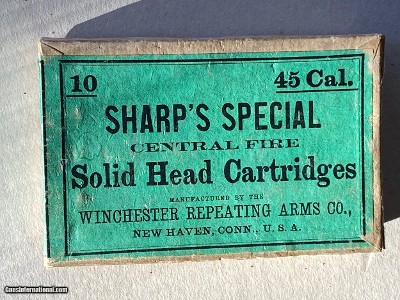 10 45 Cal.
SHARP'S SPECIAL
CENTRAL FIRE
Solid Head Cartridges
MANUFACTURED BY THE
WINCHESTER REPEATING ARMS CO.,
NEW HAVEN, CONN., U.S.A.
GunsInternational.com